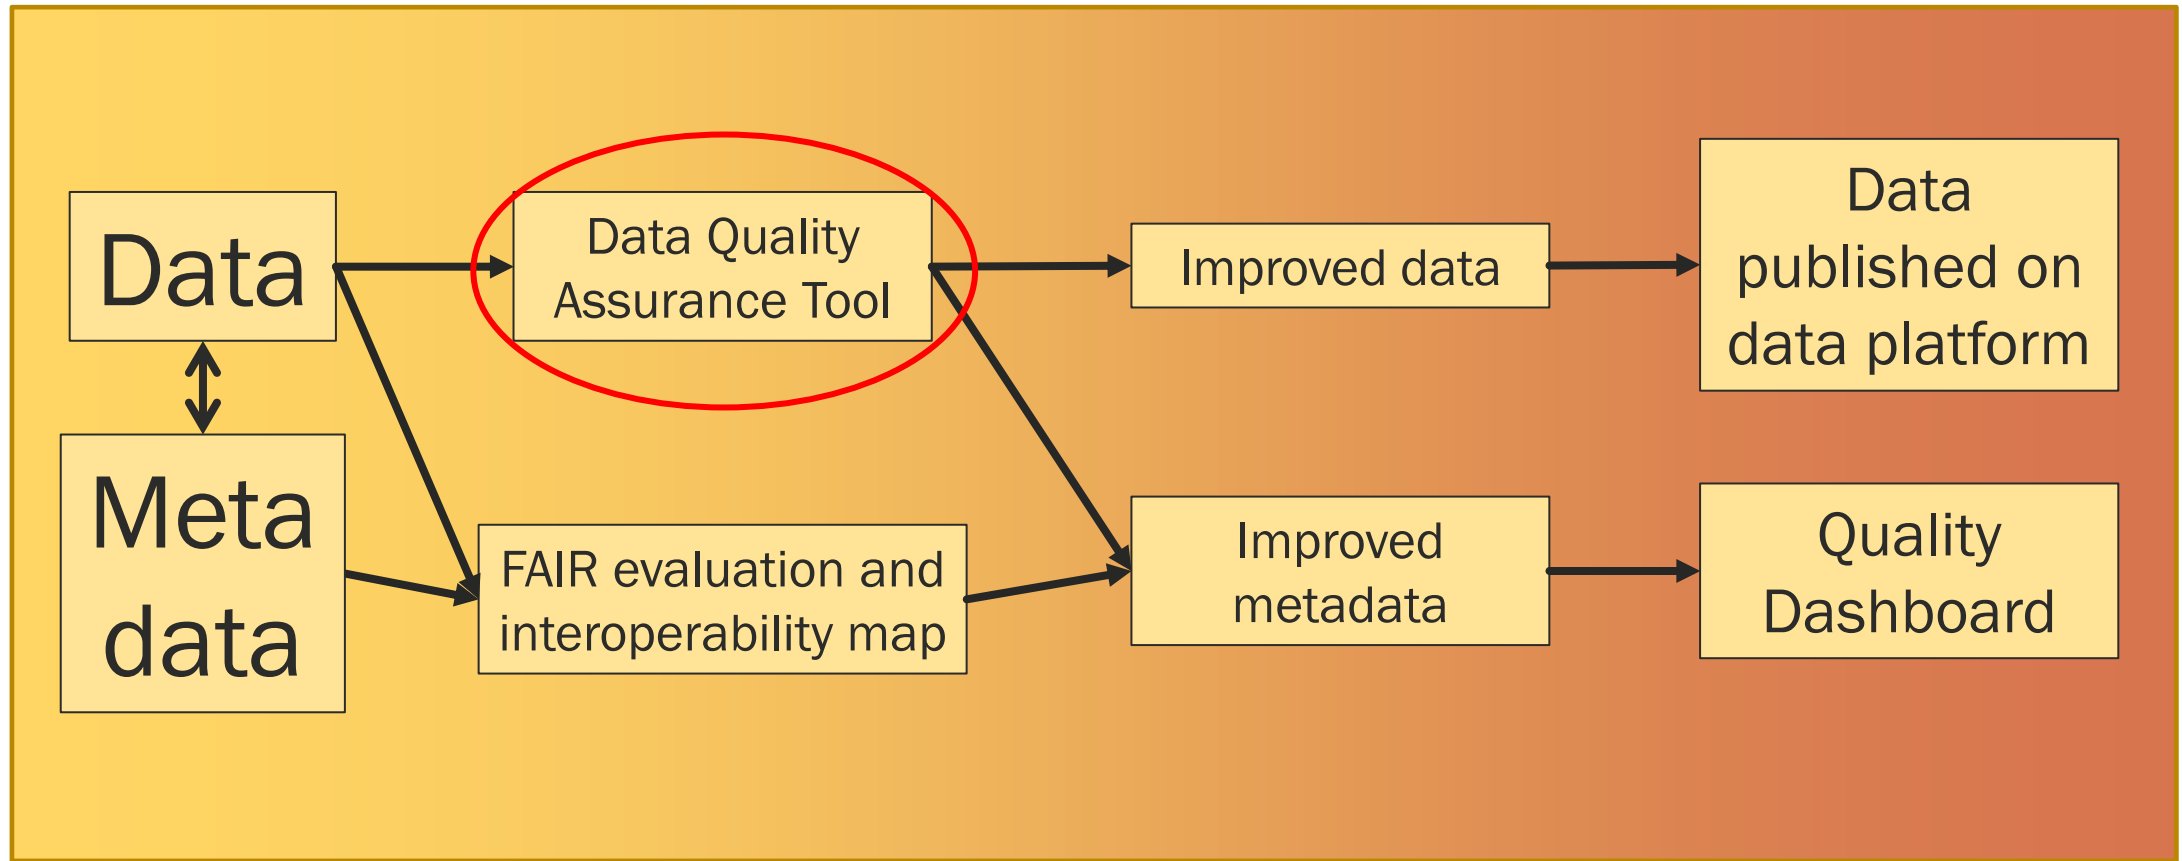 Data
Meta
data
Data Quality
Assurance Tool
FAIR evaluation and
interoperability map
Improved data
Improved
metadata
Data
published on
data platform
Quality
Dashboard